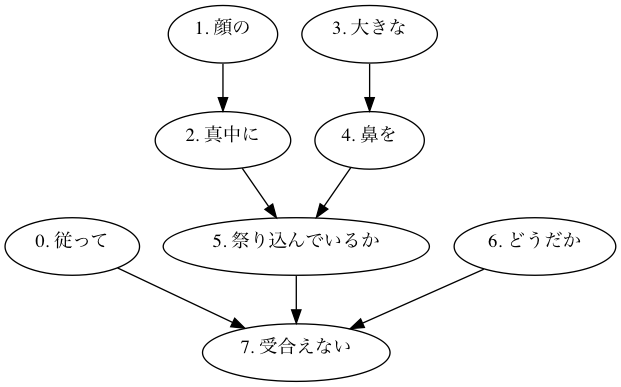 1. 顔の
3. 大きな
2. 真中に
4. 鼻を
0. 従って
5. 祭り込んでいるか
6. どうだか
7. 受合えない